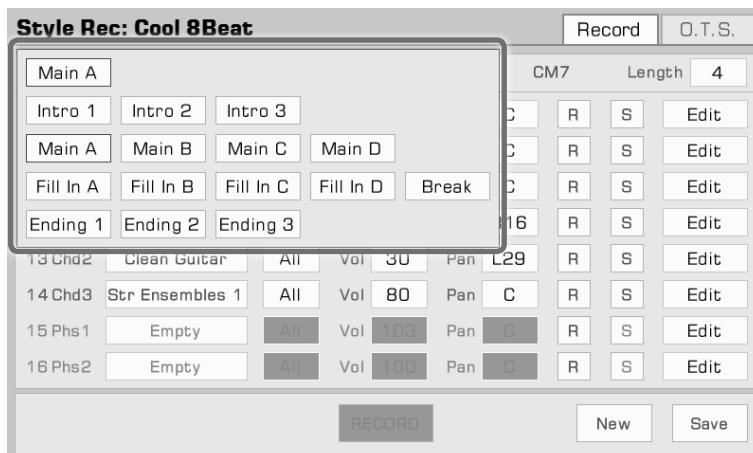 Style Rec: Cool 8Beat Record O.T.S.
Main A CM7 Length 4
Intro 1 Intro 2 Intro 3 R S Edit
Main A Main B Main C Main D R S Edit
Fill In A Fill In B Fill In C Fill In D Break R S Edit
Ending 1 Ending 2 Ending 3 16 R S Edit
13 Chd2 Clean Guitar All Vol 30 Pan L29 R S Edit
14 Chd3 Str Ensembles 1 All Vol 80 Pan C R S Edit
15 Phs1 Empty All Vol 103 Pan C R S Edit
16 Phs2 Empty All Vol 100 Pan C R S Edit
RECORD New Save